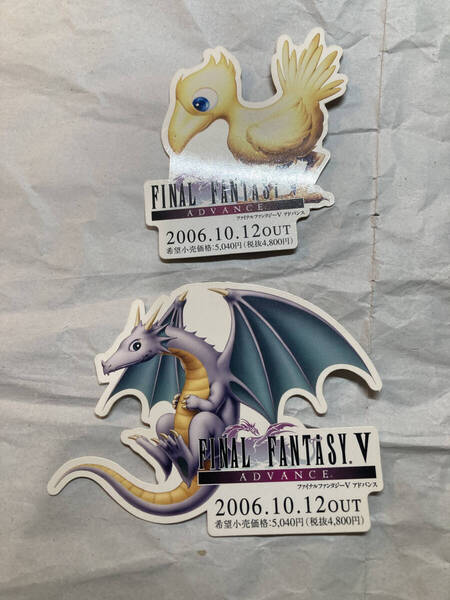 FINAL FANTASY
ADVANCE
ファイナルファンタジーV アドバンス
2006.10.12OUT
希望小売価格:5,040円(税抜4,800円)
FINAL FANTASY V
ADVANCE
ファイナルファンタジーV アドバンス
2006.10.12OUT
希望小売価格:5,040円(税抜4,800円)